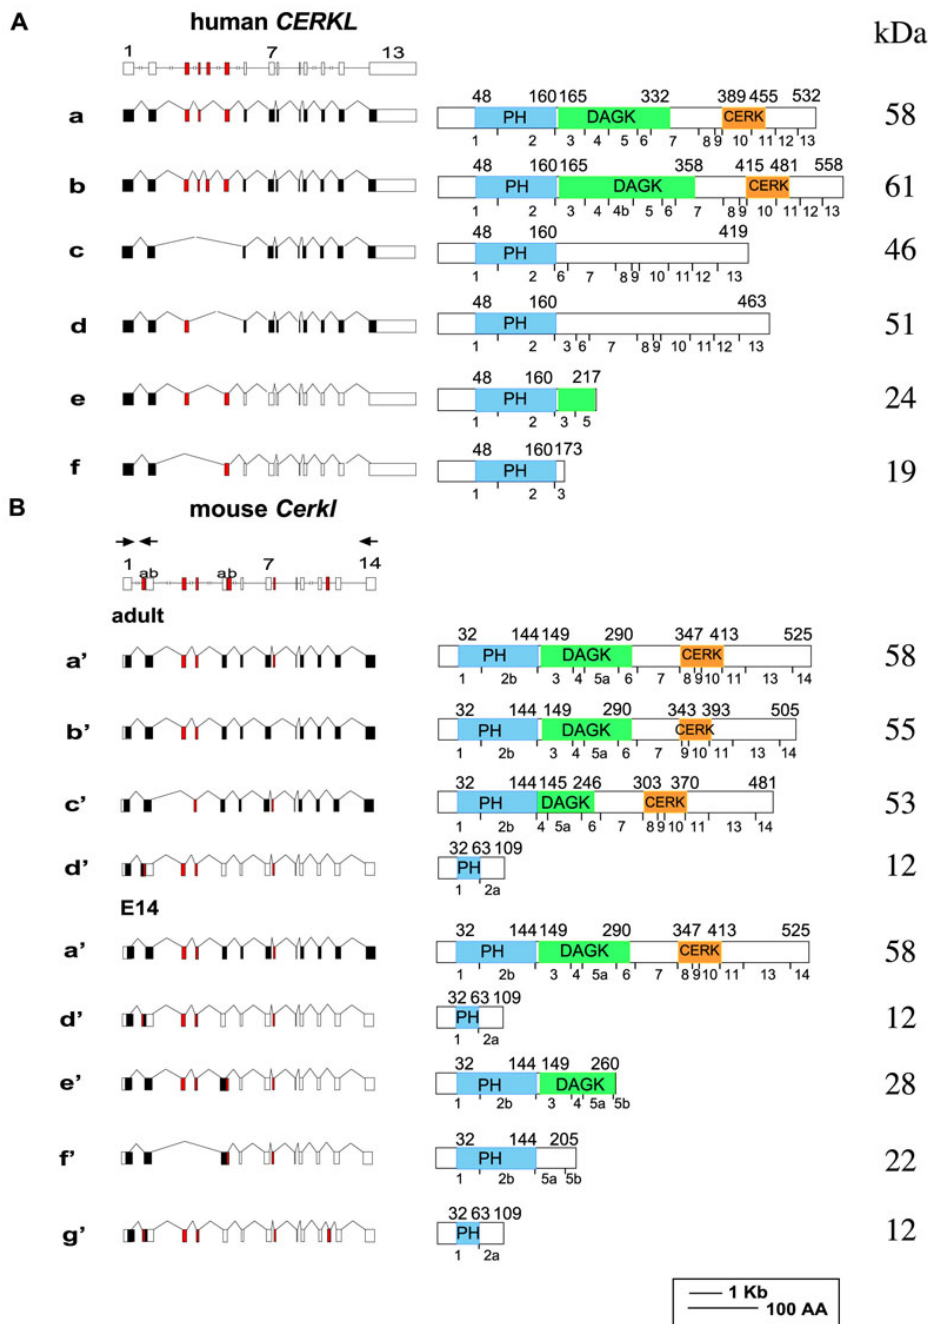 A
human CERKL
kDa
1 7 13
a
48 160 165 332 389 455 532
PH DAGK CERK
1 2 3 4 5 6 7 8 9 10 11 12 13
58
b
48 160 165 358 415 481 558
PH DAGK CERK
1 2 3 4 4b 5 6 7 8 9 10 11 12 13
61
c
48 160 419
PH
1 2 6 7 8 9 10 11 12 13
46
d
48 160 463
PH
1 2 3 6 7 8 9 10 11 12 13
51
e
48 160 217
PH
1 2 3 5
24
f
48 160 173
PH
1 2 3
19
B
mouse Cerkl
1 7 14
ab ab
adult
a'
32 144 149 290 347 413 525
PH DAGK CERK
1 2b 3 4 5a 6 7 8 9 10 11 13 14
58
b'
32 144 149 290 343 393 505
PH DAGK CERK
1 2b 3 4 5a 6 7 9 10 11 13 14
55
c'
32 144 145 246 303 370 481
PH DAGK CERK
1 2b 4 5a 6 7 8 9 10 11 13 14
53
d'
32 63 109
PH
1 2a
12
E14
a'
32 144 149 290 347 413 525
PH DAGK CERK
1 2b 3 4 5a 6 7 8 9 10 11 13 14
58
d'
32 63 109
PH
1 2a
12
e'
32 144 149 260
PH DAGK
1 2b 3 4 5a 5b
28
f'
32 144 205
PH
1 2b 5a 5b
22
g'
32 63 109
PH
1 2a
12
1 Kb
100 AA